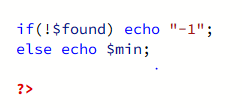 if(!$found) echo "-1";
else echo $min;
?>